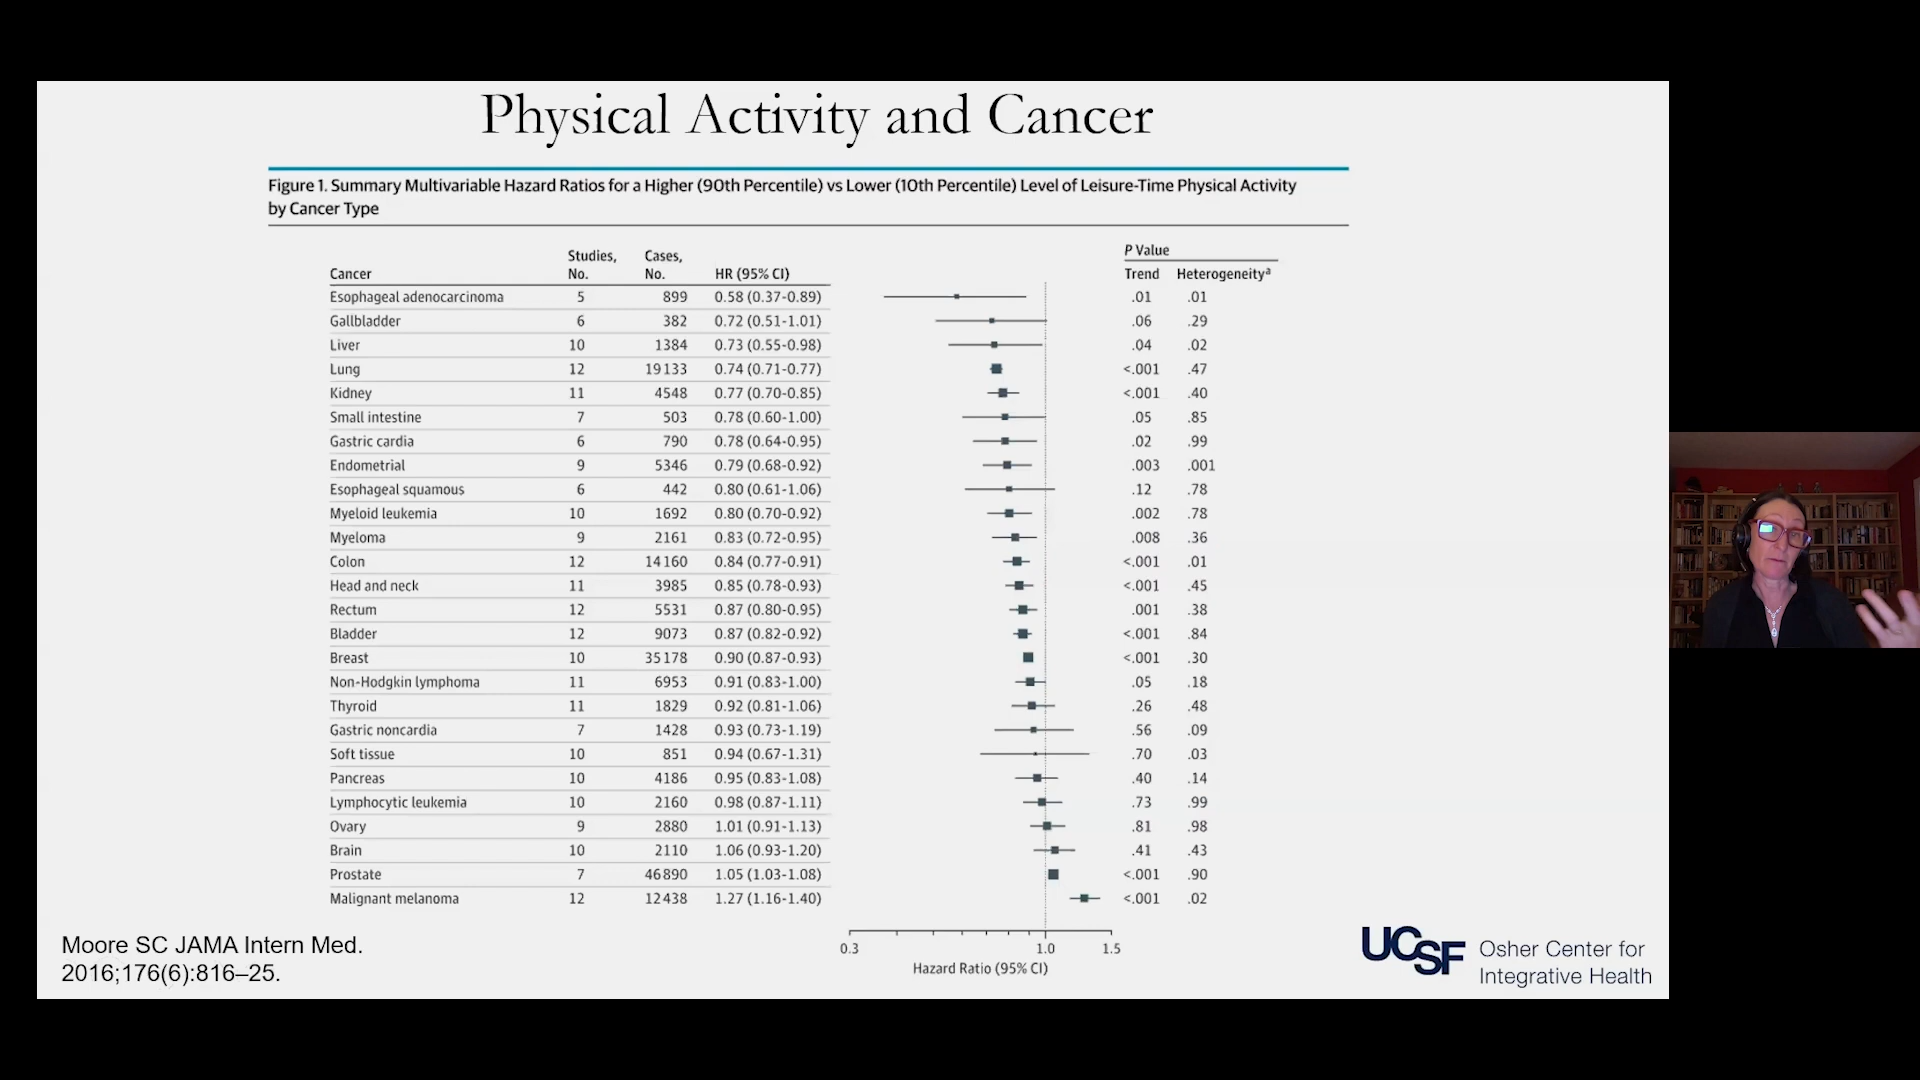 Physical Activity and Cancer
Figure 1. Summary Multivariable Hazard Ratios for a Higher (90th Percentile) vs Lower (10th Percentile) Level of Leisure-Time Physical Activity
by Cancer Type
P Value
Studies, Cases,
Cancer No. No. HR (95% CI) Trend Heterogeneityᵃ
Esophageal adenocarcinoma 5 899 0.58 (0.37-0.89) .01 .01
Gallbladder 6 382 0.72 (0.51-1.01) .06 .29
Liver 10 1384 0.73 (0.55-0.98) .04 .02
Lung 12 19133 0.74 (0.71-0.77) <.001 .47
Kidney 11 4548 0.77 (0.70-0.85) <.001 .40
Small intestine 7 503 0.78 (0.60-1.00) .05 .85
Gastric cardia 6 790 0.78 (0.64-0.95) .02 .99
Endometrial 9 5346 0.79 (0.68-0.92) .003 .001
Esophageal squamous 6 442 0.80 (0.61-1.06) .12 .78
Myeloid leukemia 10 1692 0.80 (0.70-0.92) .002 .78
Myeloma 9 2161 0.83 (0.72-0.95) .008 .36
Colon 12 14160 0.84 (0.77-0.91) <.001 .01
Head and neck 11 3985 0.85 (0.78-0.93) <.001 .45
Rectum 12 5531 0.87 (0.80-0.95) .001 .38
Bladder 12 9073 0.87 (0.82-0.92) <.001 .84
Breast 10 35178 0.90 (0.87-0.93) <.001 .30
Non-Hodgkin lymphoma 11 6953 0.91 (0.83-1.00) .05 .18
Thyroid 11 1829 0.92 (0.81-1.06) .26 .48
Gastric noncardia 7 1428 0.93 (0.73-1.19) .56 .09
Soft tissue 10 851 0.94 (0.67-1.31) .70 .03
Pancreas 10 4186 0.95 (0.83-1.08) .40 .14
Lymphocytic leukemia 10 2160 0.98 (0.87-1.11) .73 .99
Ovary 9 2880 1.01 (0.91-1.13) .81 .98
Brain 10 2110 1.06 (0.93-1.20) .41 .43
Prostate 7 46890 1.05 (1.03-1.08) <.001 .90
Malignant melanoma 12 12438 1.27 (1.16-1.40) <.001 .02
0.3 1.0 1.5
Hazard Ratio (95% CI)
Moore SC JAMA Intern Med.
2016;176(6):816–25.
UCSF
Osher Center for
Integrative Health